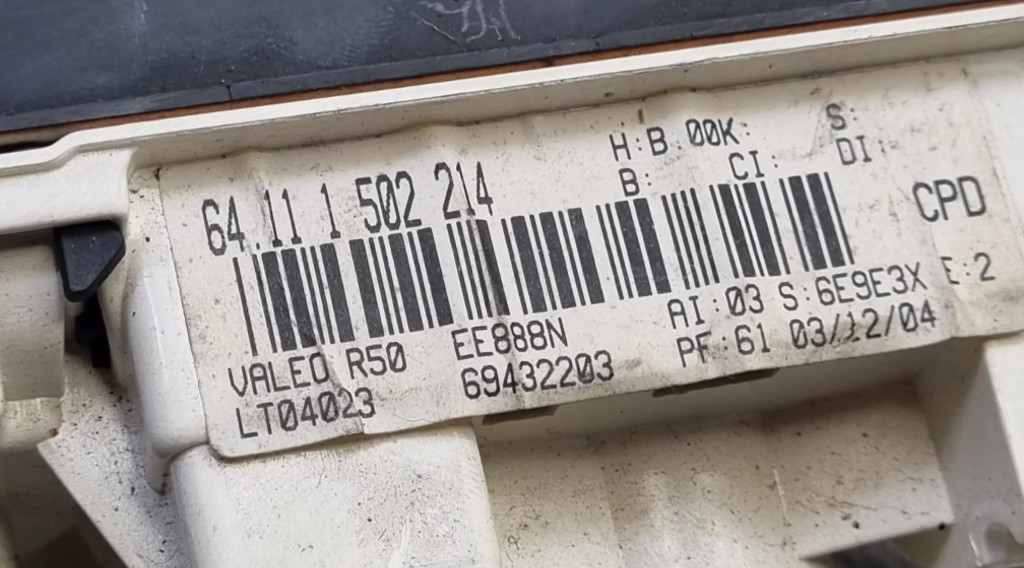 64.11 1 502 214
H:B.00K: S:
B: CI: DI:
CPD
VALEO R50 EE888N AI:03 S:6E9E3X E:2
LT04023 69432203 PF:61 03/12/04